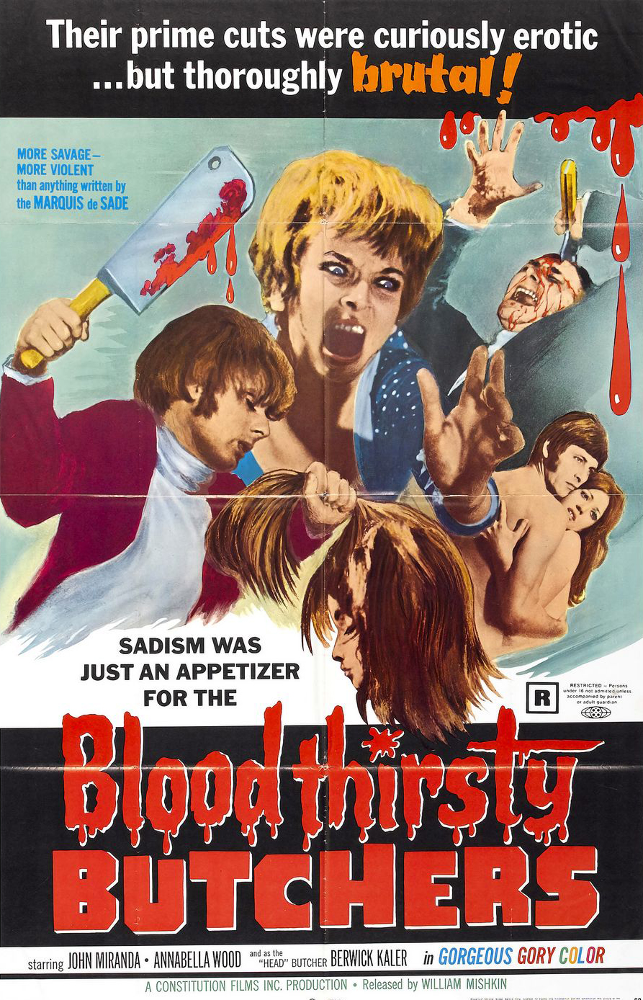 Their prime cuts were curiously erotic
...but thoroughly brutal!
MORE SAVAGE—
MORE VIOLENT
than anything written by
the MARQUIS de SADE
SADISM WAS
JUST AN APPETIZER
FOR THE
R
RESTRICTED — Persons
under 16 not admitted unless
accompanied by parent
or adult guardian
Bloodthirsty
BUTCHERS
starring JOHN MIRANDA • ANNABELLA WOOD and as the "HEAD" BUTCHER BERWICK KALER in GORGEOUS GORY COLOR
A CONSTITUTION FILMS INC. PRODUCTION • Released by WILLIAM MISHKIN